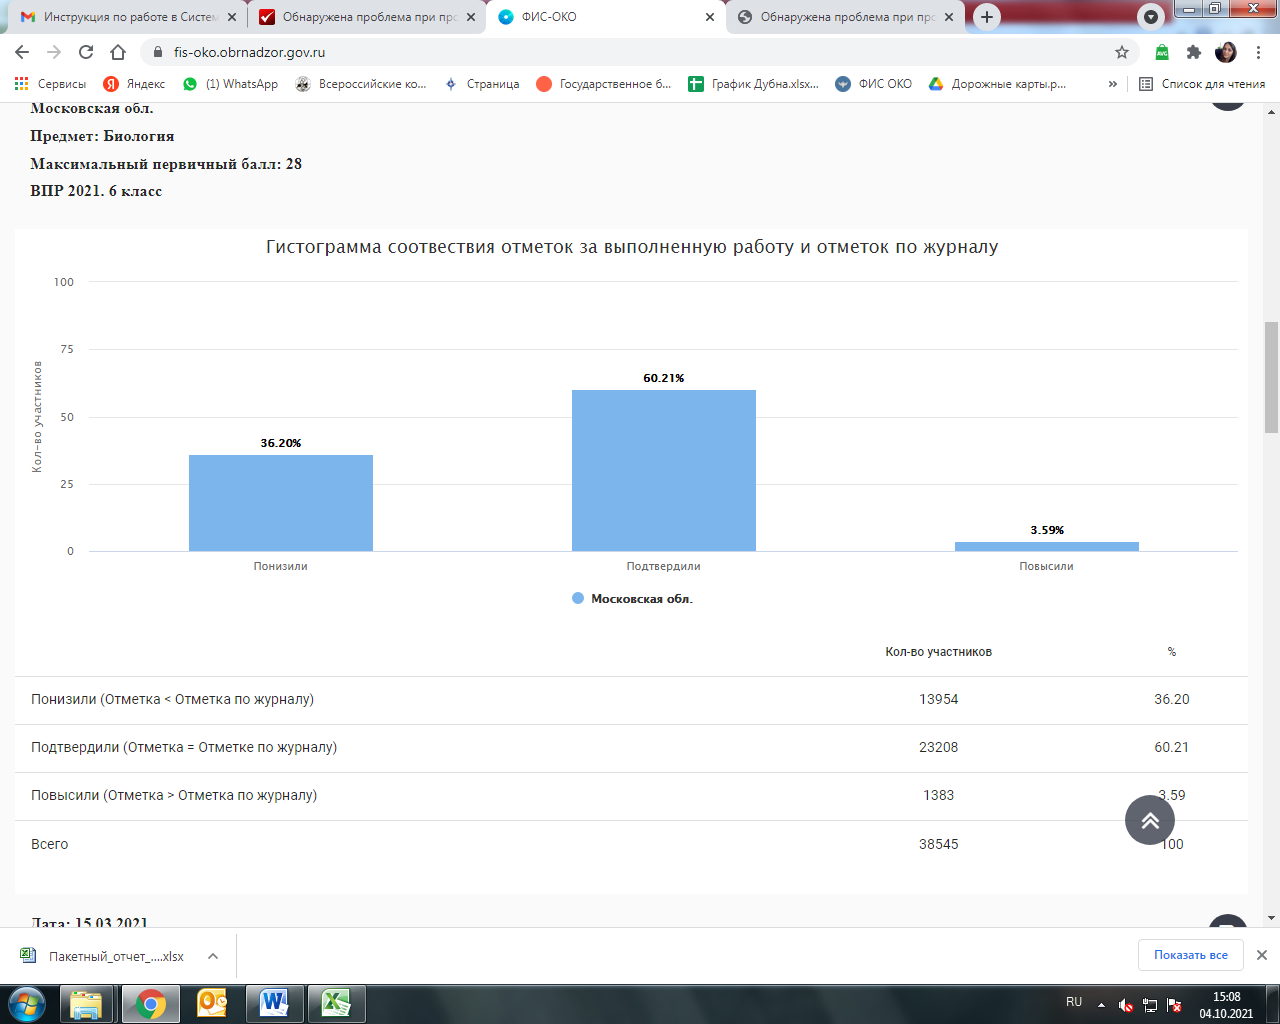 Инструкция по работе в Систем
Обнаружена проблема при про
ФИС-ОКО
Обнаружена проблема при про
fis-oko.obrnadzor.gov.ru
Сервисы
Яндекс
(1) WhatsApp
Всероссийские ко...
Страница
Государственное б...
График Дубна.xlsx...
ФИС ОКО
Дорожные карты.р...
»
Список для чтения
Московская обл.
Предмет: Биология
Максимальный первичный балл: 28
ВПР 2021. 6 класс
Гистограмма соотвествия отметок за выполненную работу и отметок по журналу
Кол-во участников
100
75
50
25
0
36.20%
60.21%
3.59%
Понизили
Подтвердили
Повысили
Московская обл.
Кол-во участников %
Понизили (Отметка < Отметка по журналу) 13954 36.20
Подтвердили (Отметка = Отметке по журналу) 23208 60.21
Повысили (Отметка > Отметка по журналу) 1383 3.59
Всего 38545 100
Дата: 15.03.2021
Пакетный_отчет_....xlsx
Показать все
RU
15:08
04.10.2021